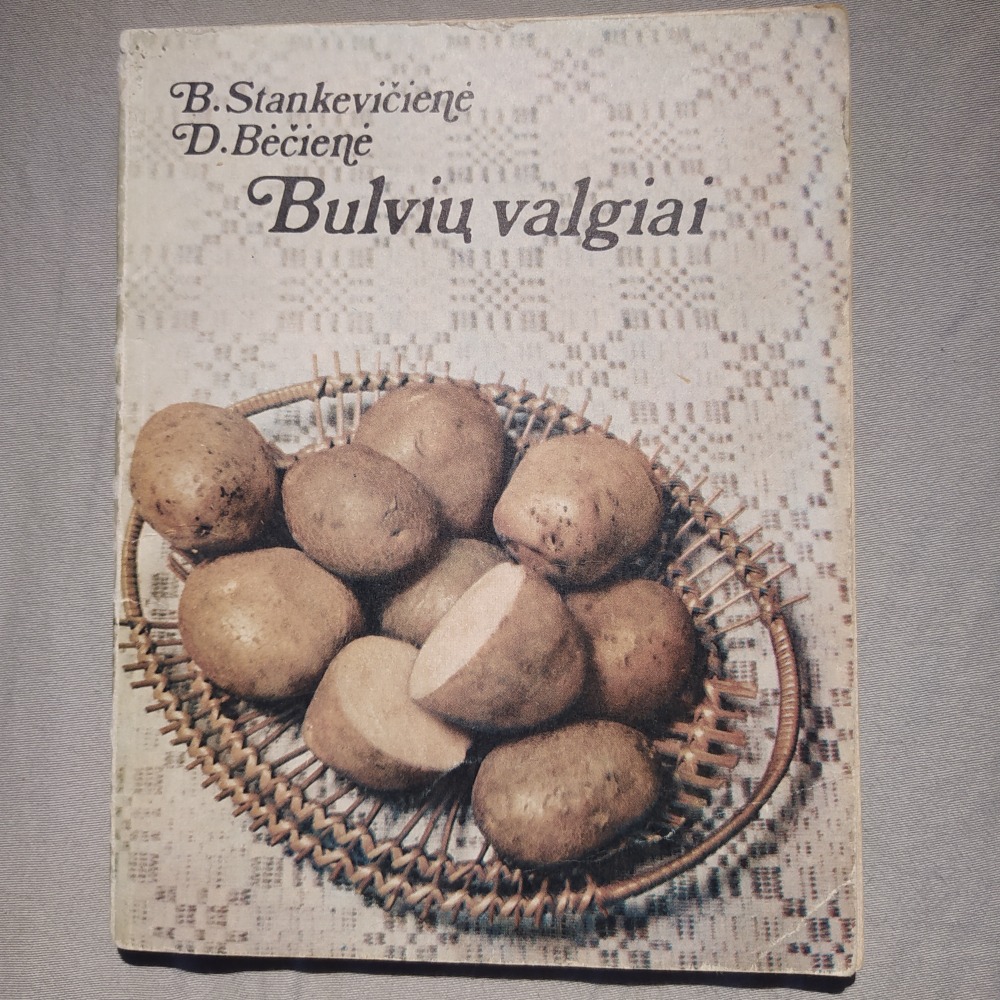 B. Stankevičienė
D. Bėčienė
Bulvių valgiai